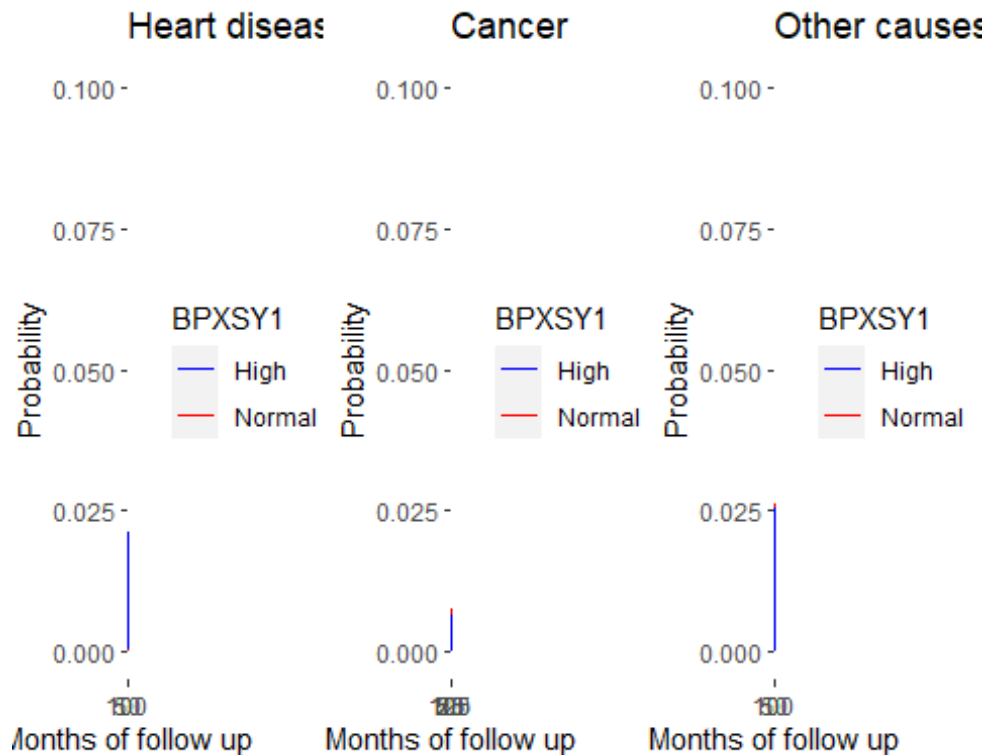 Heart diseas
Cancer
Other causes
0.100
0.075
0.050
0.025
0.000
Probability
BPXSY1
High
Normal
Months of follow up
0.100
0.075
0.050
0.025
0.000
Probability
BPXSY1
High
Normal
Months of follow up
0.100
0.075
0.050
0.025
0.000
Probability
BPXSY1
High
Normal
Months of follow up